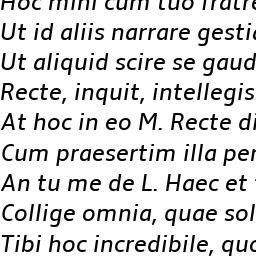 Hoc mihi cum tuo fratre
Ut id aliis narrare gesti
Ut aliquid scire se gaud
Recte, inquit, intellegis.
At hoc in eo M. Recte di
Cum praesertim illa per
An tu me de L. Haec et
Collige omnia, quae sol
Tibi hoc incredibile, quo